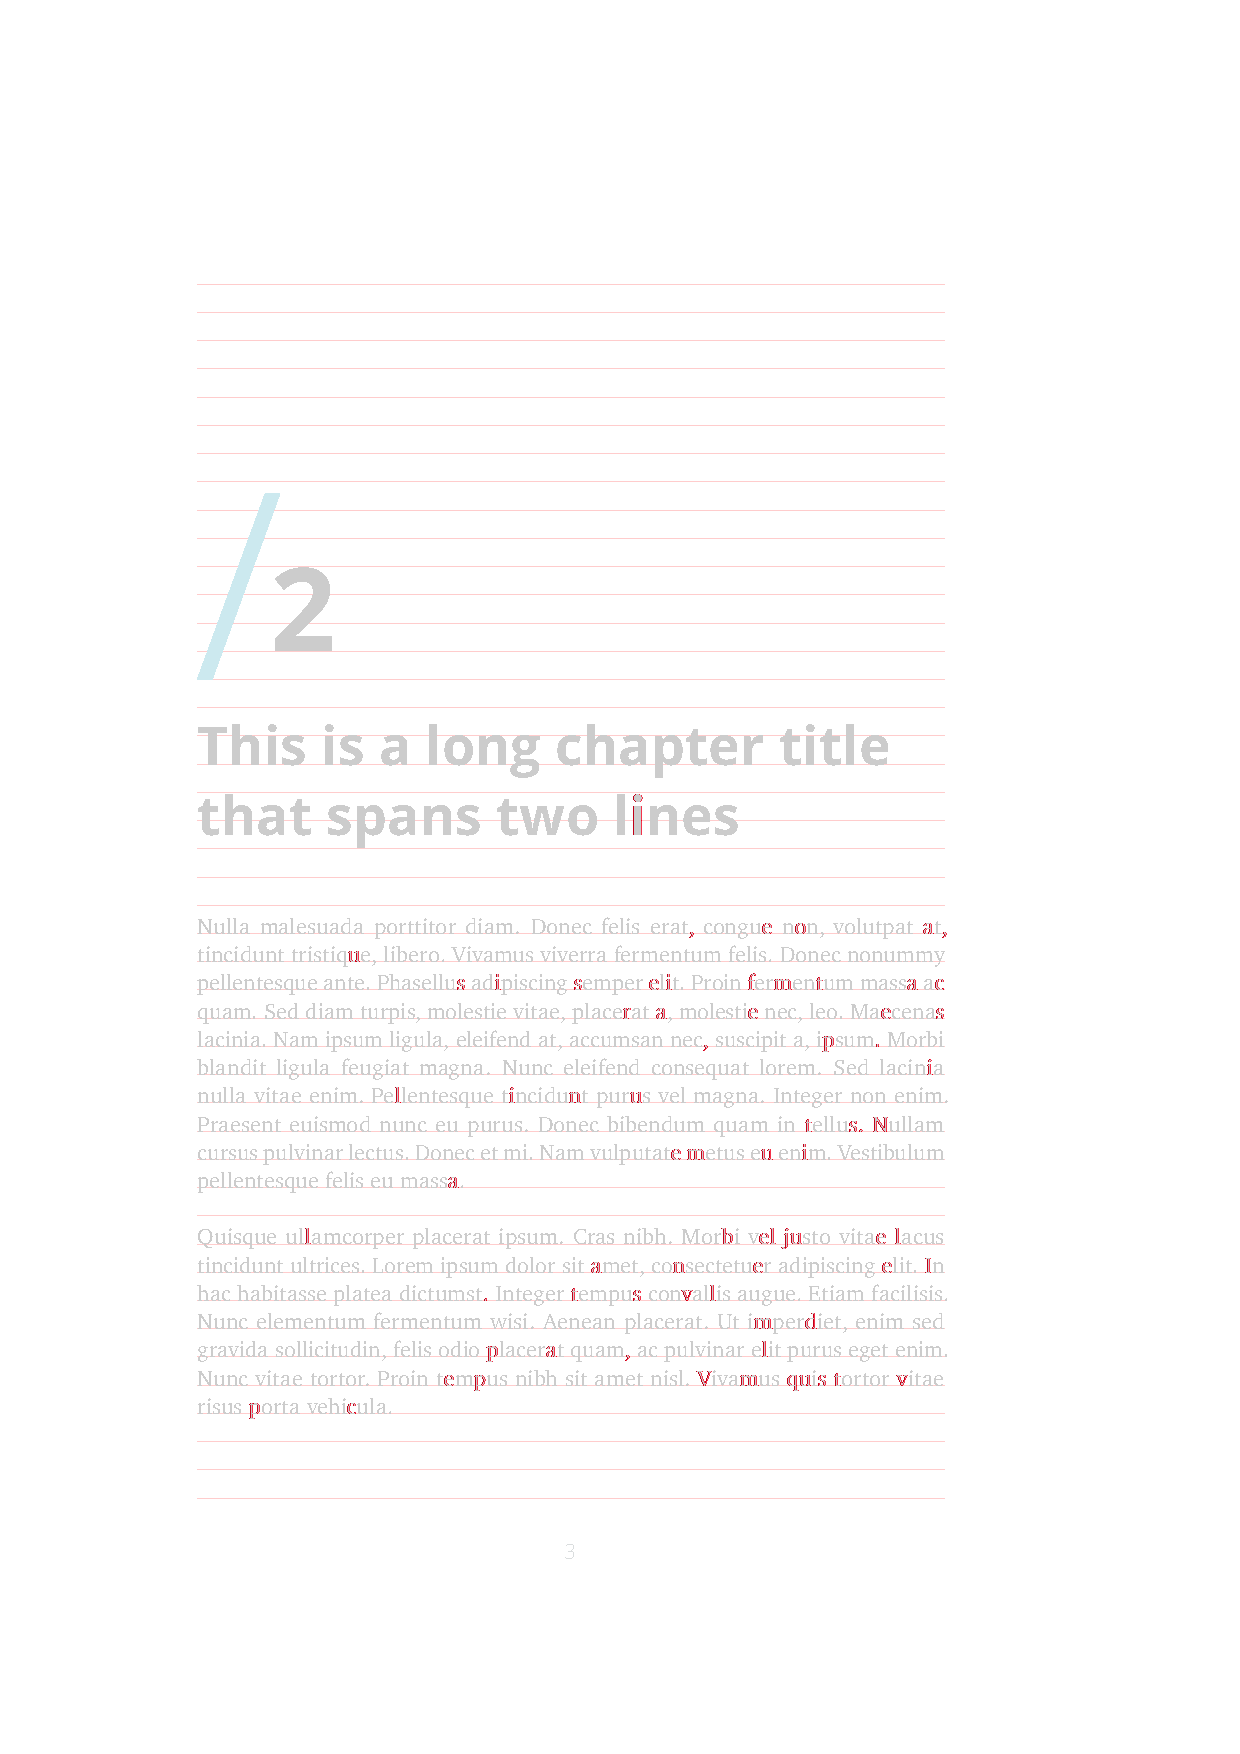 /2
This is a long chapter title
that spans two lines
Nulla malesuada porttitor diam. Donec felis erat, congue non, volutpat at,
tincidunt tristique, libero. Vivamus viverra fermentum felis. Donec nonummy
pellentesque ante. Phasellus adipiscing semper elit. Proin fermentum massa ac
quam. Sed diam turpis, molestie vitae, placerat a, molestie nec, leo. Maecenas
lacinia. Nam ipsum ligula, eleifend at, accumsan nec, suscipit a, ipsum. Morbi
blandit ligula feugiat magna. Nunc eleifend consequat lorem. Sed lacinia
nulla vitae enim. Pellentesque tincidunt purus vel magna. Integer non enim.
Praesent euismod nunc eu purus. Donec bibendum quam in tellus. Nullam
cursus pulvinar lectus. Donec et mi. Nam vulputate metus eu enim. Vestibulum
pellentesque felis eu massa.
Quisque ullamcorper placerat ipsum. Cras nibh. Morbi vel justo vitae lacus
tincidunt ultrices. Lorem ipsum dolor sit amet, consectetuer adipiscing elit. In
hac habitasse platea dictumst. Integer tempus convallis augue. Etiam facilisis.
Nunc elementum fermentum wisi. Aenean placerat. Ut imperdiet, enim sed
gravida sollicitudin, felis odio placerat quam, ac pulvinar elit purus eget enim.
Nunc vitae tortor. Proin tempus nibh sit amet nisl. Vivamus quis tortor vitae
risus porta vehicula.
3